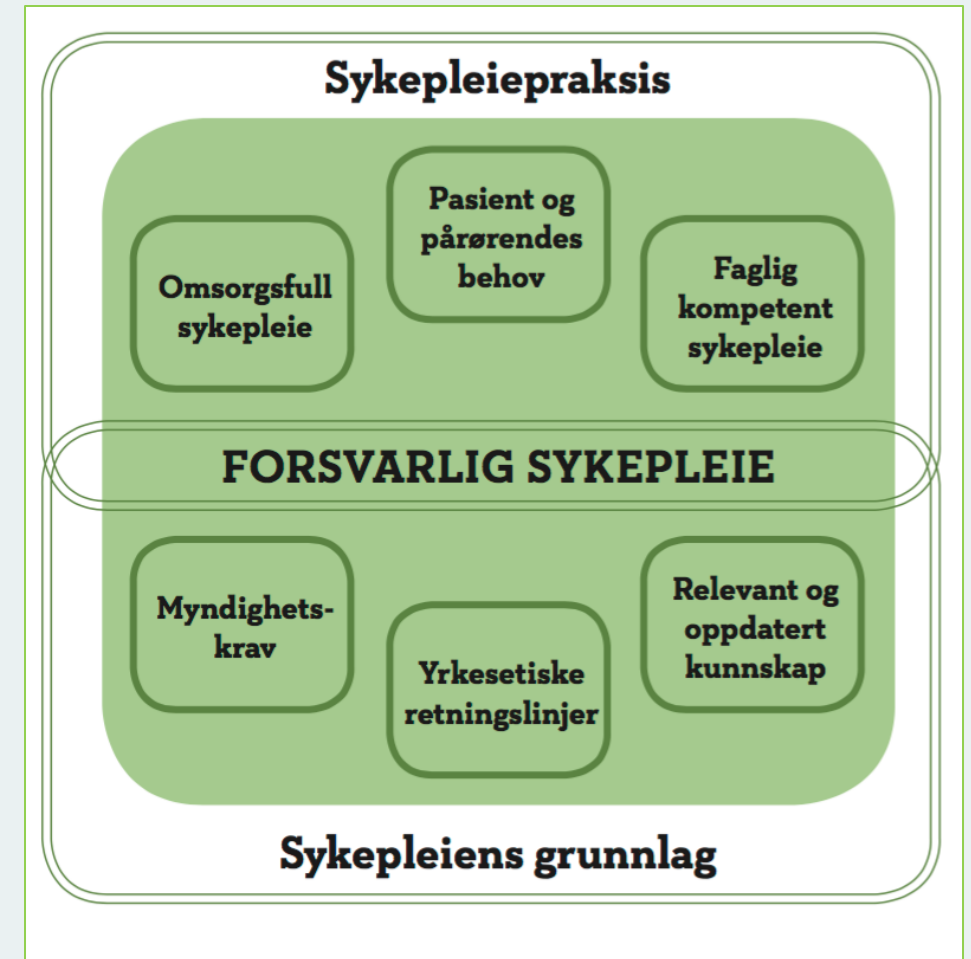 Sykepleiepraksis
Omsorgsfull
sykepleie
Pasient og
pårørendes
behov
Faglig
kompetent
sykepleie
FORSVARLIG SYKEPLEIE
Myndighets-
krav
Yrkesetiske
retningslinjer
Relevant og
oppdatert
kunnskap
Sykepleiens grunnlag